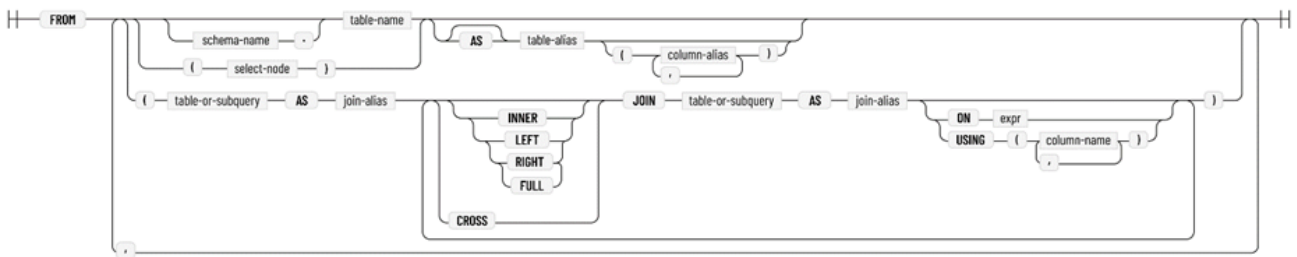 FROM table-name
schema-name . AS table-alias
( select-node ) ( column-alias )
,
( table-or-subquery AS join-alias JOIN table-or-subquery AS join-alias )
INNER ON expr
LEFT USING ( column-name )
RIGHT ,
FULL
CROSS
,